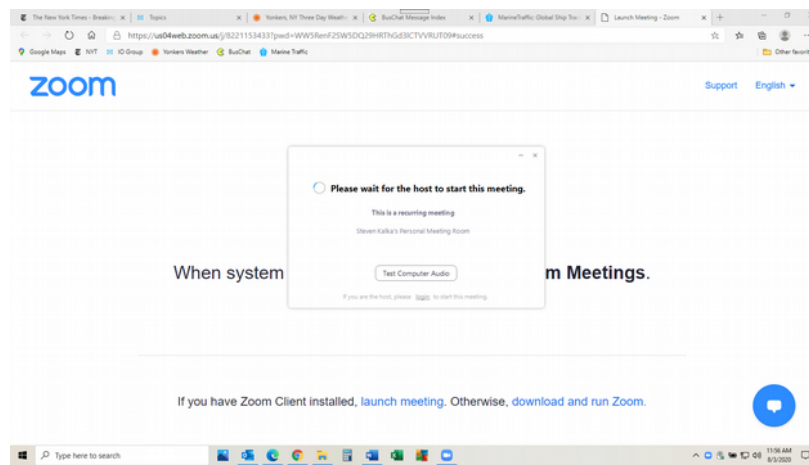 The New York Times - Breaking
Topics
Yonkers, NY Three Day Weathe
BusChat Message Index
MarineTraffic: Global Ship Trac
Launch Meeting - Zoom
Google Maps
NYT
IO Group
Yonkers Weather
BusChat
Marine Traffic
Other favorit
zoom
Support
English
Please wait for the host to start this meeting.
This is a recurring meeting
Steven Kalka's Personal Meeting Room
Test Computer Audio
If you are the host, please login to start this meeting.
When system
m Meetings.
If you have Zoom Client installed, launch meeting. Otherwise, download and run Zoom.
Type here to search
11:56 AM
8/3/2020